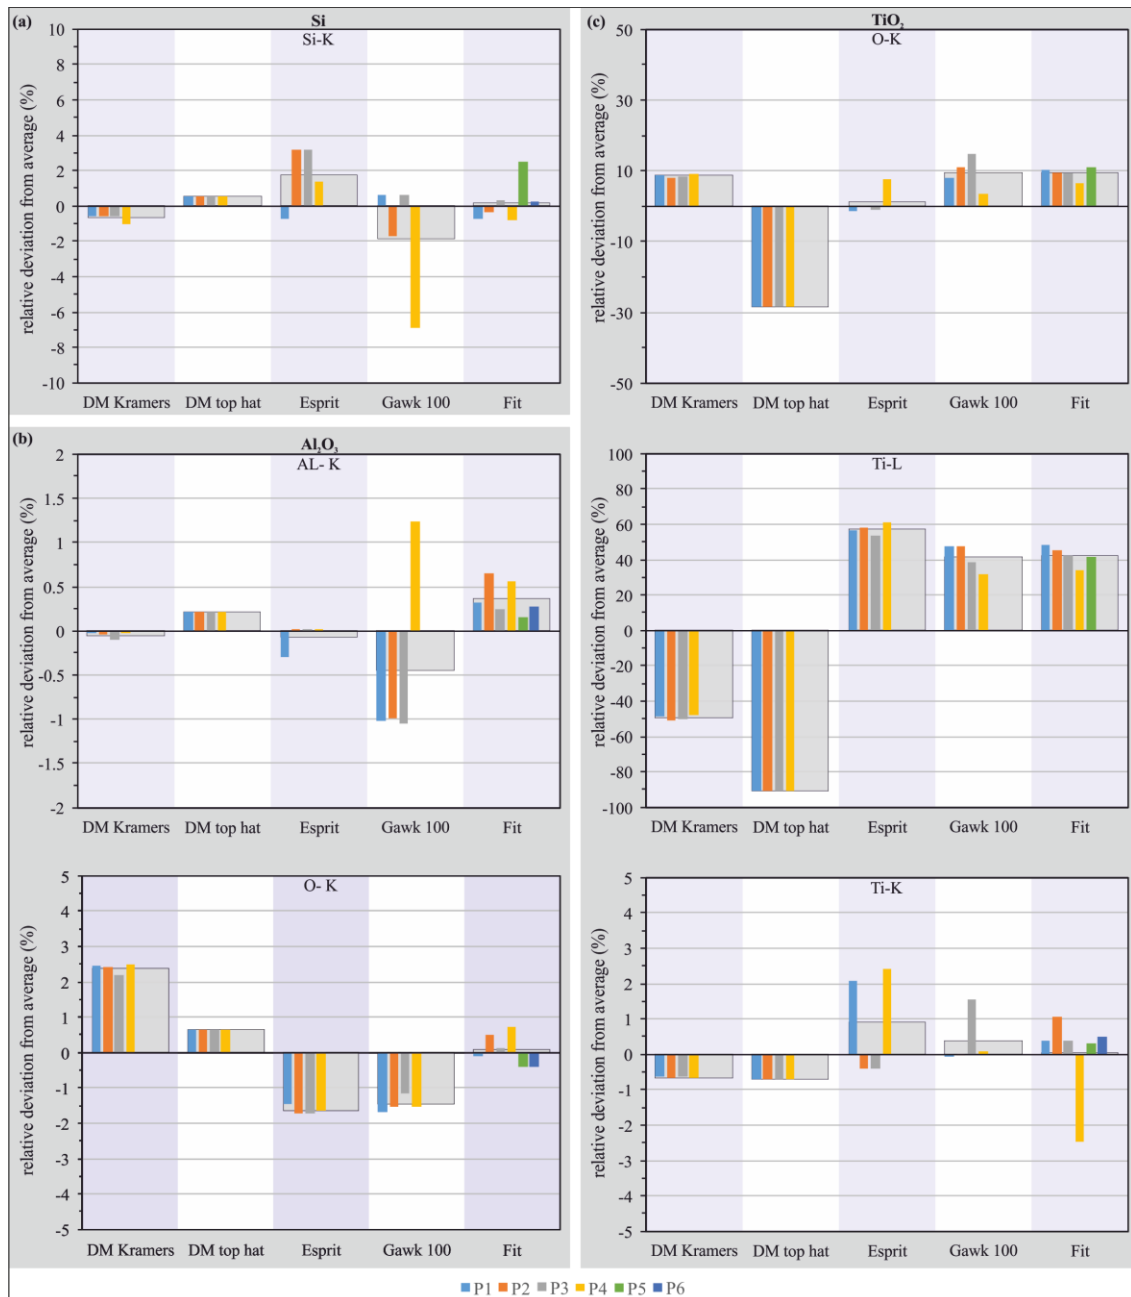 (a)
Si
Si-K
relative deviation from average (%)
10
8
6
4
2
0
-2
-4
-6
-8
-10
DM Kramers DM top hat Esprit Gawk 100 Fit
(b)
Al₂O₃
AL- K
relative deviation from average (%)
2
1.5
1
0.5
0
-0.5
-1
-1.5
-2
DM Kramers DM top hat Esprit Gawk 100 Fit
O- K
relative deviation from average (%)
5
4
3
2
1
0
-1
-2
-3
-4
-5
DM Kramers DM top hat Esprit Gawk 100 Fit
(c)
TiO₂
O-K
relative deviation from average (%)
50
30
10
-10
-30
-50
DM Kramers DM top hat Esprit Gawk 100 Fit
Ti-L
relative deviation from average (%)
100
80
60
40
20
0
-20
-40
-60
-80
-100
DM Kramers DM top hat Esprit Gawk 100 Fit
Ti-K
relative deviation from average (%)
5
4
3
2
1
0
-1
-2
-3
-4
-5
DM Kramers DM top hat Esprit Gawk 100 Fit
P1 P2 P3 P4 P5 P6